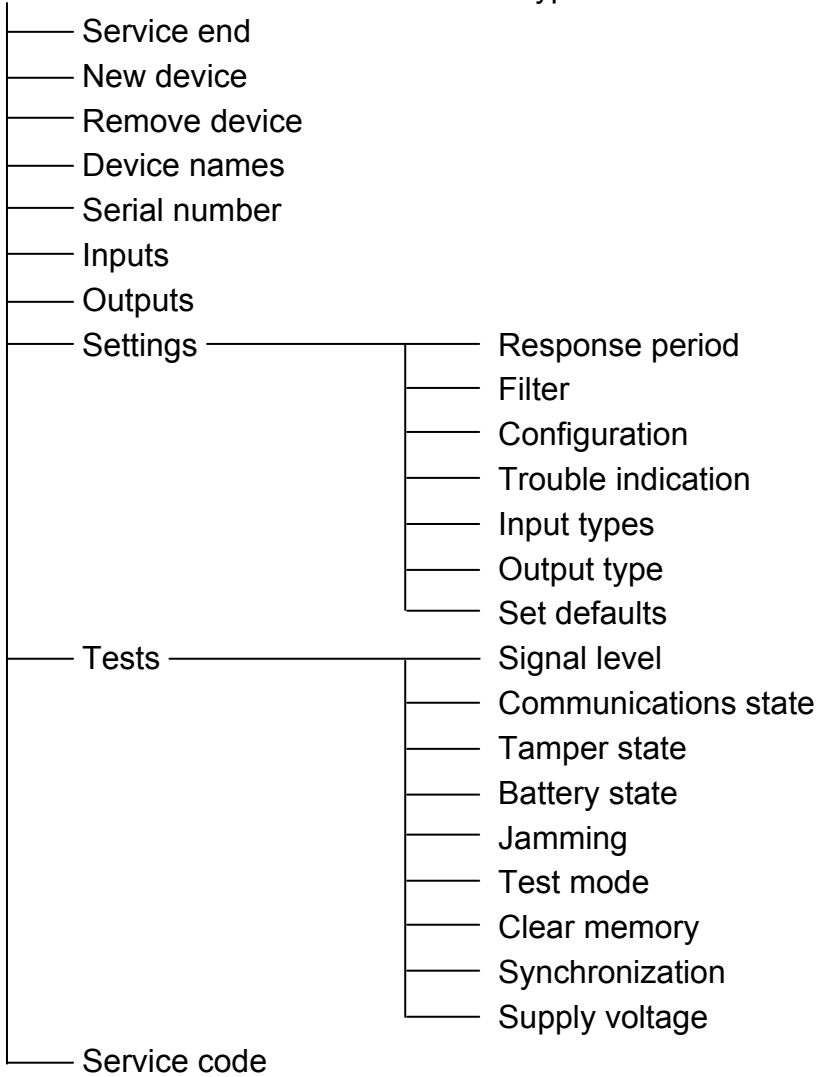 Service end
New device
Remove device
Device names
Serial number
Inputs
Outputs
Settings Response period
Filter
Configuration
Trouble indication
Input types
Output type
Set defaults
Tests Signal level
Communications state
Tamper state
Battery state
Jamming
Test mode
Clear memory
Synchronization
Supply voltage
Service code